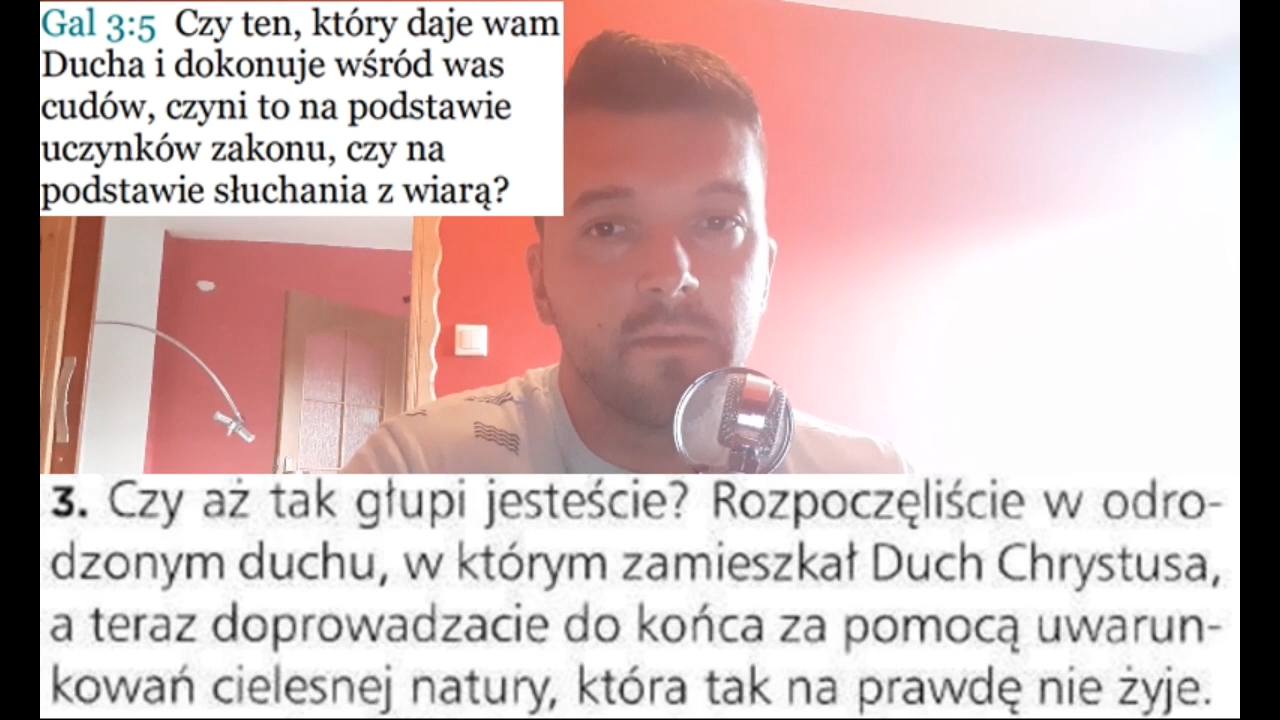 Gal 3:5 Czy ten, który daje wam
Ducha i dokonuje wśród was
cudów, czyni to na podstawie
uczynków zakonu, czy na
podstawie słuchania z wiarą?
3. Czy aż tak głupi jesteście? Rozpoczęliście w odro-
dzonym duchu, w którym zamieszkał Duch Chrystusa,
a teraz doprowadzacie do końca za pomocą uwarun-
kowań cielesnej natury, która tak na prawdę nie żyje.